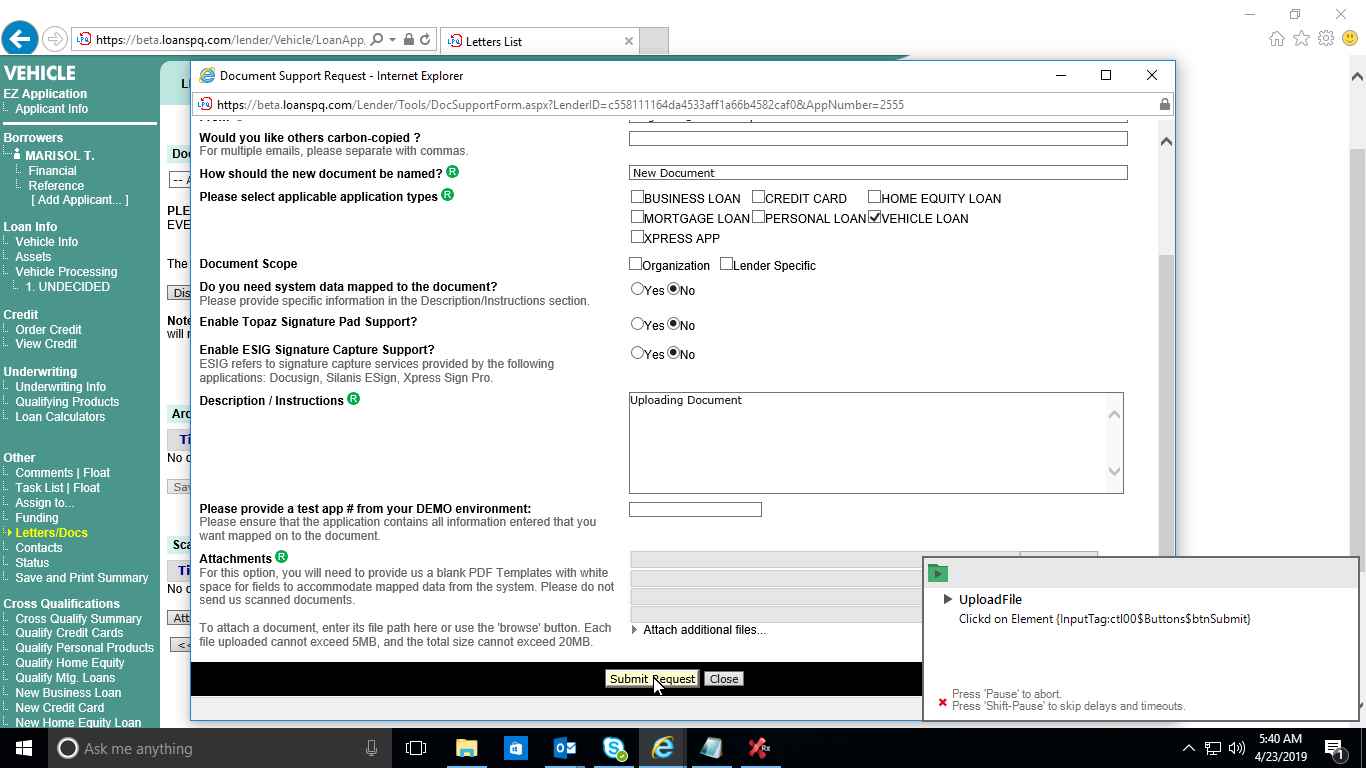 https://beta.loanspq.com/lender/Vehicle/LoanApp
Letters List
VEHICLE
EZ Application
Applicant Info
Borrowers
MARISOL T.
Financial
Reference
[ Add Applicant... ]
Loan Info
Vehicle Info
Assets
Vehicle Processing
1. UNDECIDED
Credit
Order Credit
View Credit
Underwriting
Underwriting Info
Qualifying Products
Loan Calculators
Other
Comments | Float
Task List | Float
Assign to...
Funding
Letters/Docs
Contacts
Status
Save and Print Summary
Cross Qualifications
Cross Qualify Summary
Qualify Credit Cards
Qualify Personal Products
Qualify Home Equity
Qualify Mtg. Loans
New Business Loan
New Credit Card
New Home Equity Loan
Doc
PLE
EVE
The
Dis
Note
will r
Arc
Ti
No c
Sav
Sca
Ti
No c
Att
<<
Document Support Request - Internet Explorer
https://beta.loanspq.com/Lender/Tools/DocSupportForm.aspx?LenderID=c558111164da4533aff1a66b4582caf0&AppNumber=2555
Would you like others carbon-copied ?
For multiple emails, please separate with commas.
How should the new document be named? R
New Document
Please select applicable application types R
BUSINESS LOAN CREDIT CARD HOME EQUITY LOAN
MORTGAGE LOAN PERSONAL LOAN VEHICLE LOAN
XPRESS APP
Document Scope
Organization Lender Specific
Do you need system data mapped to the document?
Please provide specific information in the Description/Instructions section.
Yes No
Enable Topaz Signature Pad Support?
Yes No
Enable ESIG Signature Capture Support?
ESIG refers to signature capture services provided by the following
applications: Docusign, Silanis ESign, Xpress Sign Pro.
Yes No
Description / Instructions R
Uploading Document
Please provide a test app # from your DEMO environment:
Please ensure that the application contains all information entered that you
want mapped on to the document.
Attachments R
For this option, you will need to provide us a blank PDF Templates with white
space for fields to accommodate mapped data from the system. Please do not
send us scanned documents.
To attach a document, enter its file path here or use the 'browse' button. Each
file uploaded cannot exceed 5MB, and the total size cannot exceed 20MB.
Attach additional files...
Submit Request Close
UploadFile
Clickd on Element {InputTag:ctl00$Buttons$btnSubmit}
Press 'Pause' to abort.
Press 'Shift-Pause' to skip delays and timeouts.
Ask me anything
5:40 AM
4/23/2019
1